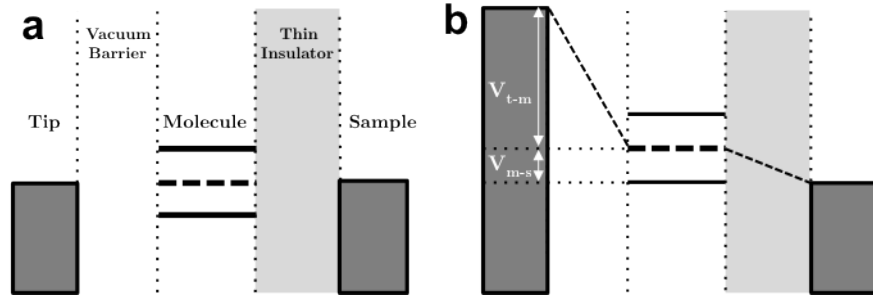 a
Vacuum
Barrier
Thin
Insulator
Tip
Molecule
Sample
b
V t-m
V m-s